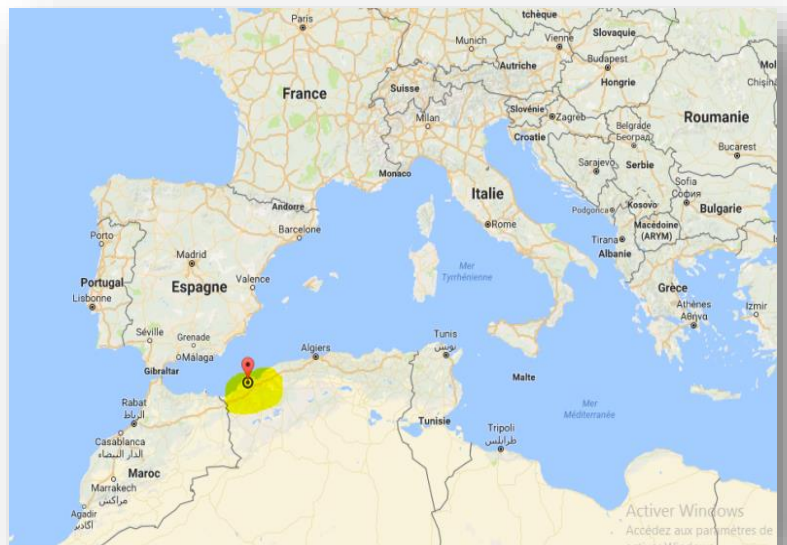 Paris
tchèque
Slovaquie
Munich
Vienne
Autriche
Budapest
Hongrie
Mol
Chișin
France
Suisse
Slovénie
Zagreb
Milan
Croatie
Belgrade
Београд
Roumanie
Bucarest
Sarajevo
Serbie
Monaco
Italie
Andorre
Podgorica
Kosovo
Sofia
София
Bulgarie
Rome
Macédoine
(ARYM)
Tirana
Albanie
Porto
Barcelone
Madrid
Espagne
Valence
Portugal
Lisbonne
Mer
Tyrrhénienne
Grèce
Athènes
Αθήνα
Izmir
Séville
Grenade
Málaga
Gibraltar
Algiers
Tunis
تونس
Malte
Mer
Méditerranée
Rabat
الرباط
Casablanca
الدار البيضاء
Maroc
Marrakech
مراكش
Agadir
أكادير
Tunisie
Tripoli
طرابلس
Activer Windows
Accédez aux paramètres de